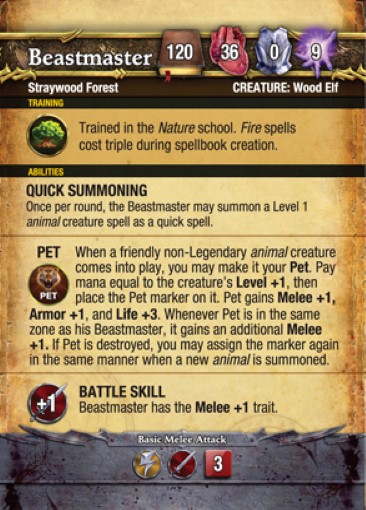 Beastmaster 120 36 0 9
Straywood Forest CREATURE: Wood Elf
TRAINING
Trained in the Nature school. Fire spells
cost triple during spellbook creation.
ABILITIES
QUICK SUMMONING
Once per round, the Beastmaster may summon a Level 1
animal creature spell as a quick spell.
PET When a friendly non-Legendary animal creature
comes into play, you may make it your Pet. Pay
mana equal to the creature's Level +1, then
PET place the Pet marker on it. Pet gains Melee +1,
Armor +1, and Life +3. Whenever Pet is in the same
zone as his Beastmaster, it gains an additional Melee
+1. If Pet is destroyed, you may assign the marker again
in the same manner when a new animal is summoned.
BATTLE SKILL
+1 Beastmaster has the Melee +1 trait.
Basic Melee Attack
3